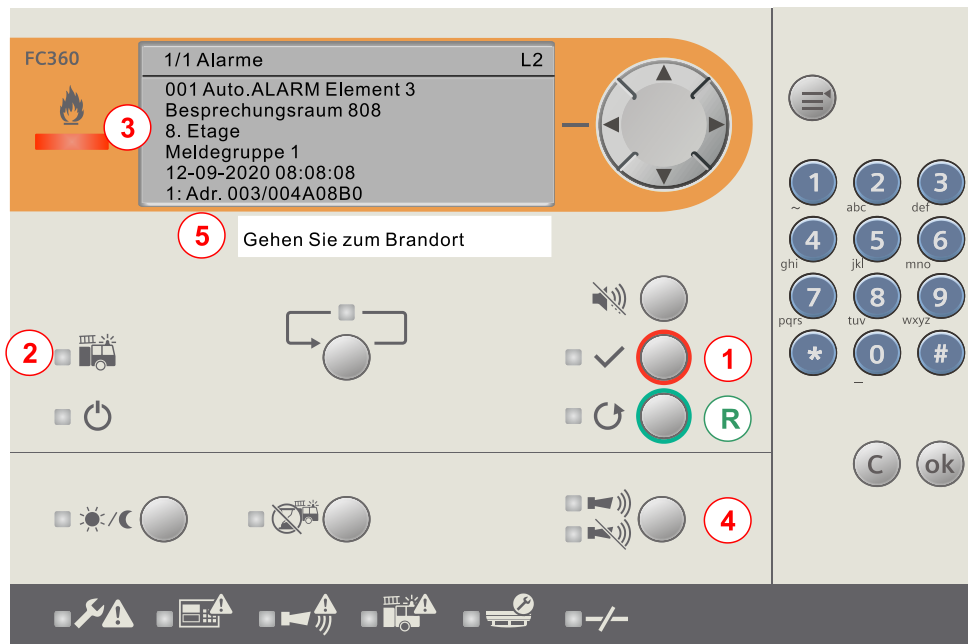 FC360
1/1 Alarme L2
001 Auto.ALARM Element 3
Besprechungsraum 808
8. Etage
Meldegruppe 1
12-09-2020 08:08:08
1: Adr. 003/004A08B0
3
5
Gehen Sie zum Brandort
2
1
R
4
1 2 3
~ abc def
4 5 6
ghi jkl mno
7 8 9
pqrs tuv wxyz
* 0 #
_
C ok
-/-